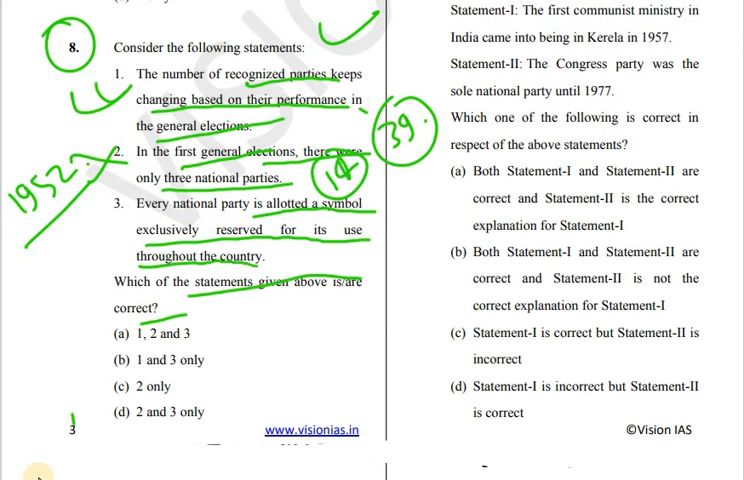 8. Consider the following statements:
1. The number of recognized parties keeps
changing based on their performance in
the general elections.
2. In the first general elections, there were
only three national parties.
3. Every national party is allotted a symbol
exclusively reserved for its use
throughout the country.
Which of the statements given above is/are
correct?
(a) 1, 2 and 3
(b) 1 and 3 only
(c) 2 only
(d) 2 and 3 only
1952
14
39.
3
www.visionias.in
Statement-I: The first communist ministry in
India came into being in Kerela in 1957.
Statement-II: The Congress party was the
sole national party until 1977.
Which one of the following is correct in
respect of the above statements?
(a) Both Statement-I and Statement-II are
correct and Statement-II is the correct
explanation for Statement-I
(b) Both Statement-I and Statement-II are
correct and Statement-II is not the
correct explanation for Statement-I
(c) Statement-I is correct but Statement-II is
incorrect
(d) Statement-I is incorrect but Statement-II
is correct
©Vision IAS